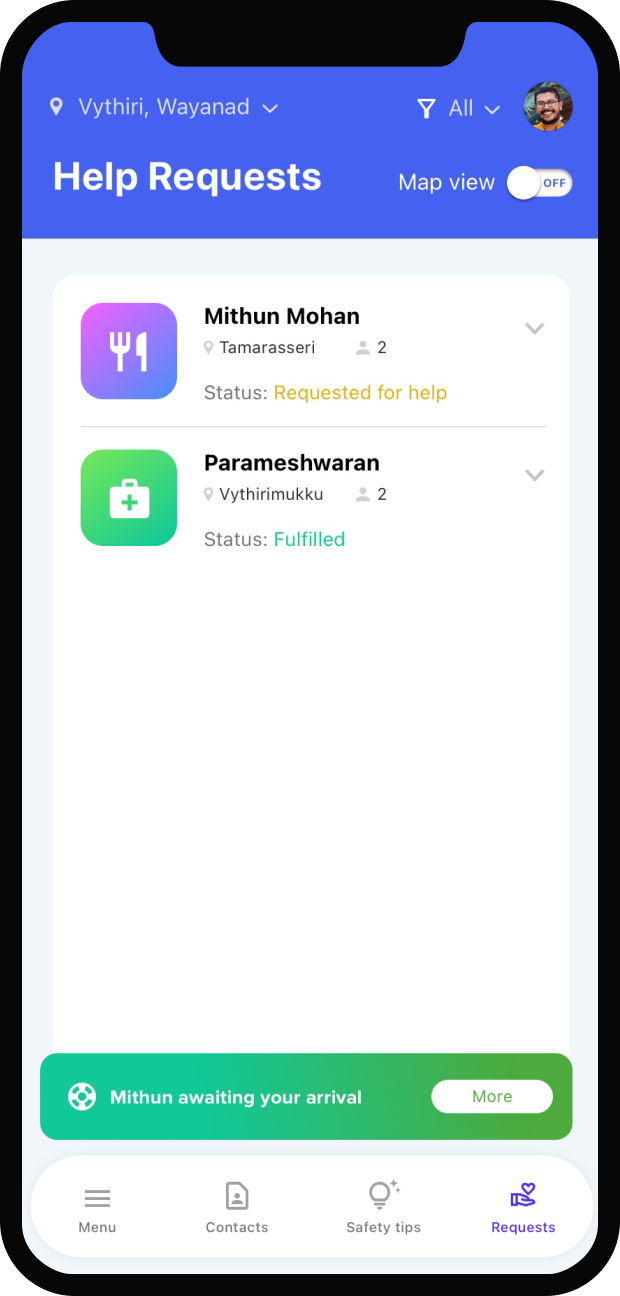 Vythiri, Wayanad
All
Help Requests
Map view
OFF
Mithun Mohan
Tamarasseri 2
Status: Requested for help
Parameshwaran
Vythirimukku 2
Status: Fulfilled
Mithun awaiting your arrival
More
Menu
Contacts
Safety tips
Requests